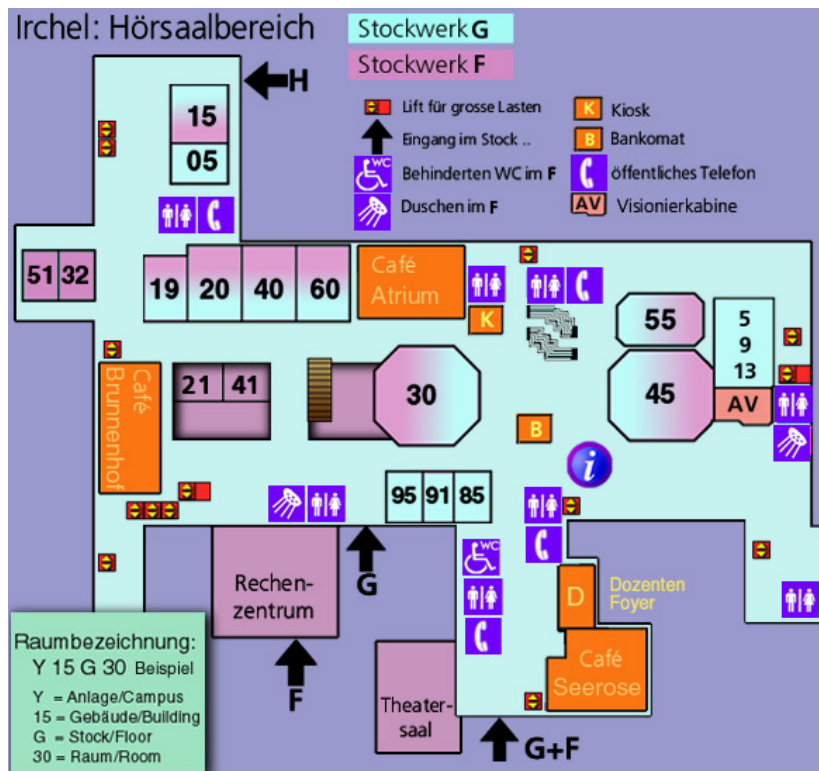 Irchel: Hörsaalbereich
Stockwerk G
Stockwerk F
H
Lift für grosse Lasten
K Kiosk
Eingang im Stock ..
B Bankomat
WC Behinderten WC im F
öffentliches Telefon
Duschen im F
AV Visionierkabine
15
05
51 32
19 20 40 60
Café
Atrium
K
55
5
9
13
45
AV
Café
Brunnenhof
21 41
30
B
i
95 91 85
G
WC
Rechen-
zentrum
F
D
Dozenten
Foyer
Café
Seerose
Theater-
saal
G+F
Raumbezeichnung:
Y 15 G 30 Beispiel
Y = Anlage/Campus
15 = Gebäude/Building
G = Stock/Floor
30 = Raum/Room